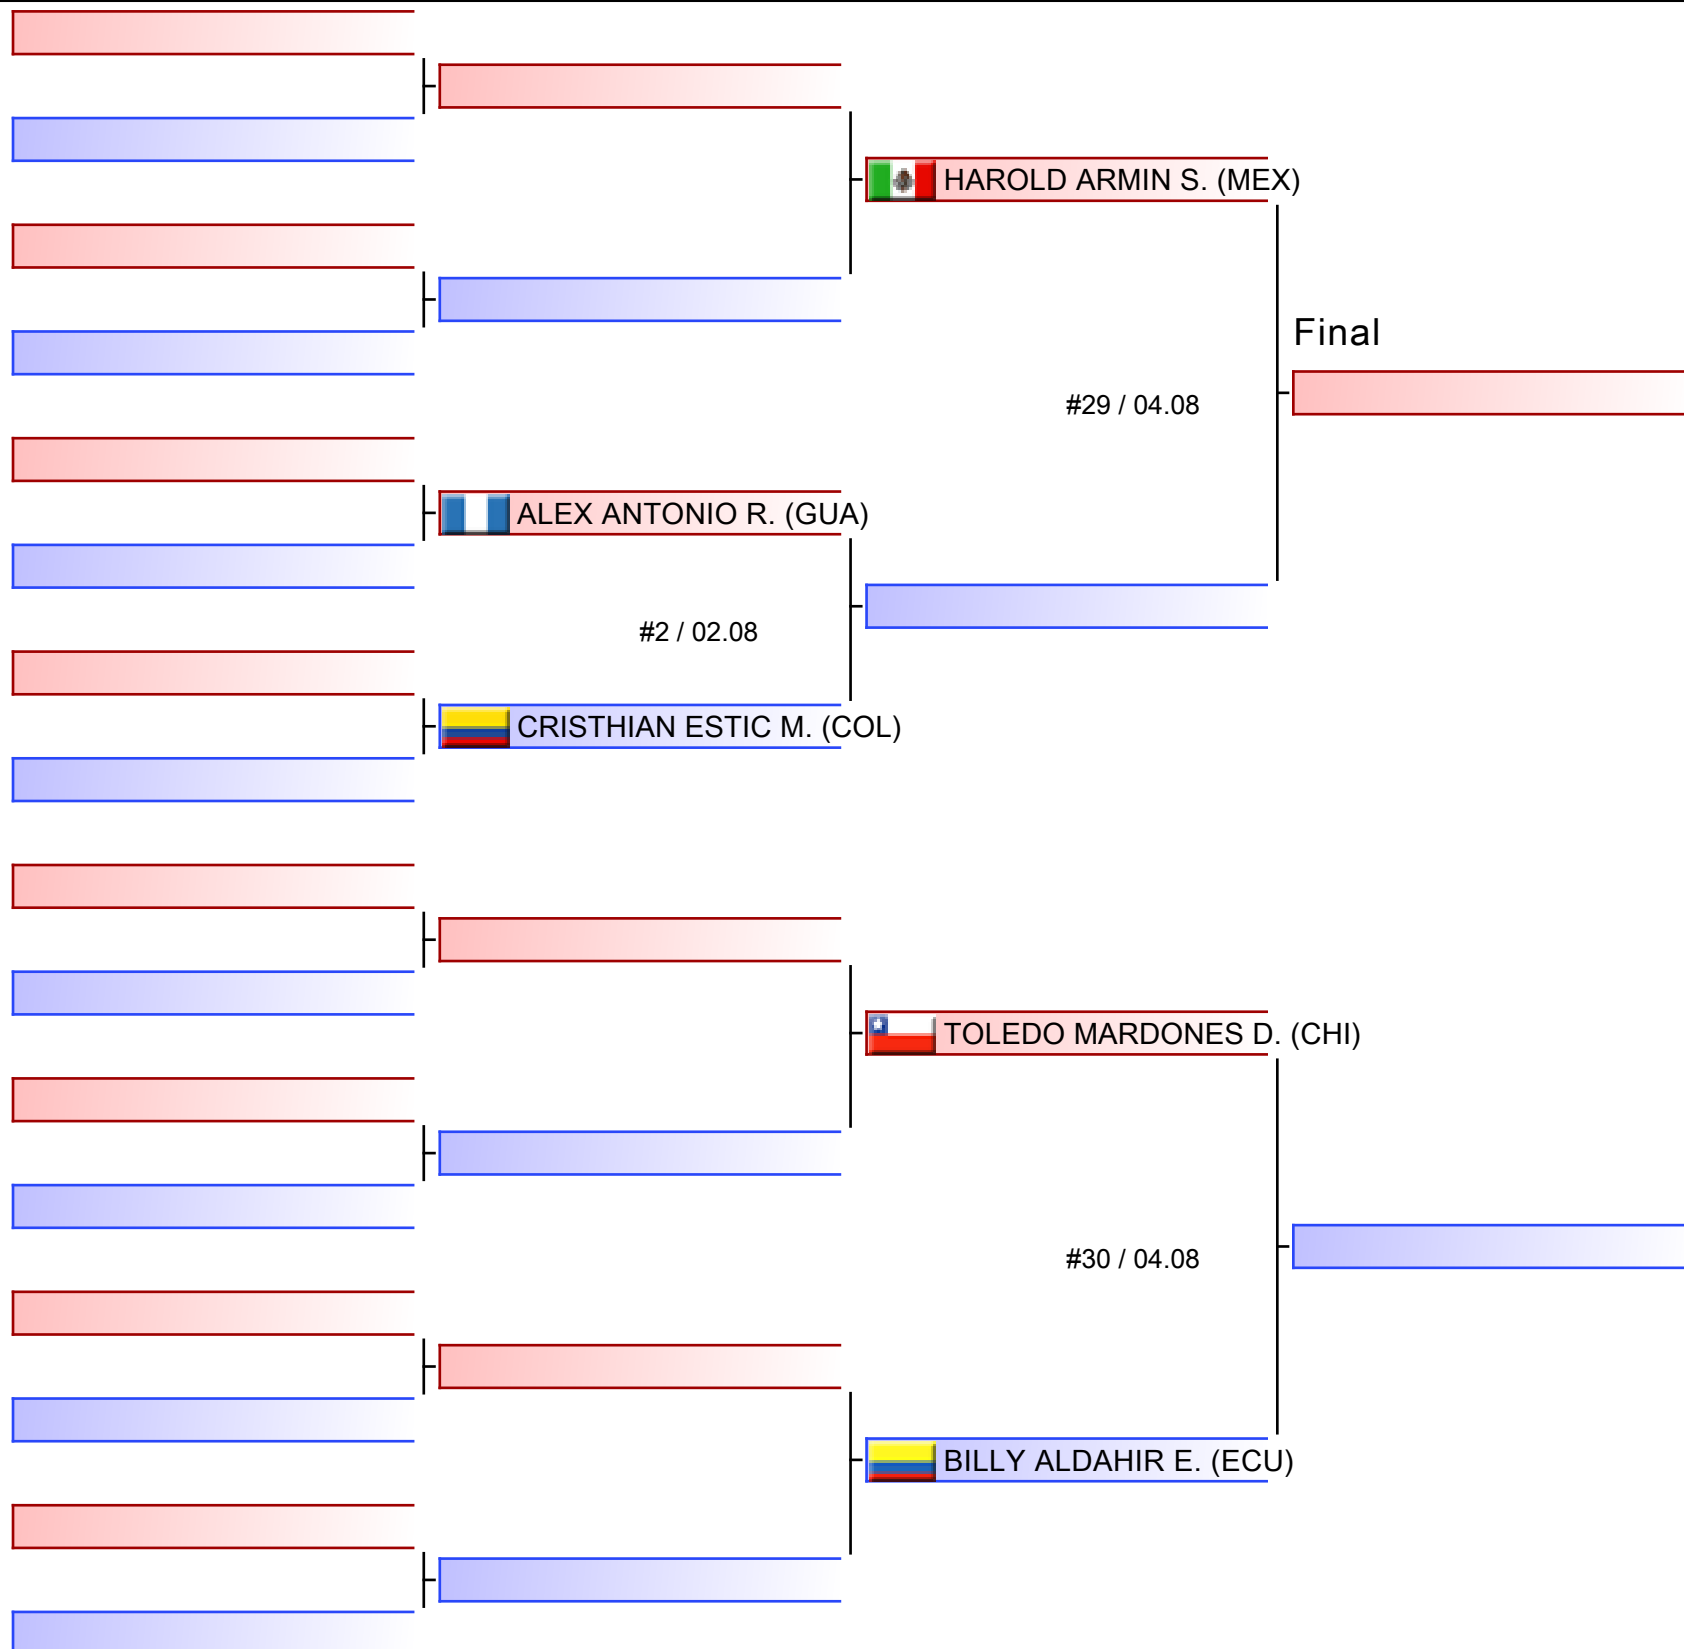 HAROLD ARMIN S. (MEX)
Final
#29 / 04.08
ALEX ANTONIO R. (GUA)
#2 / 02.08
CRISTHIAN ESTIC M. (COL)
TOLEDO MARDONES D. (CHI)
#30 / 04.08
BILLY ALDAHIR E. (ECU)